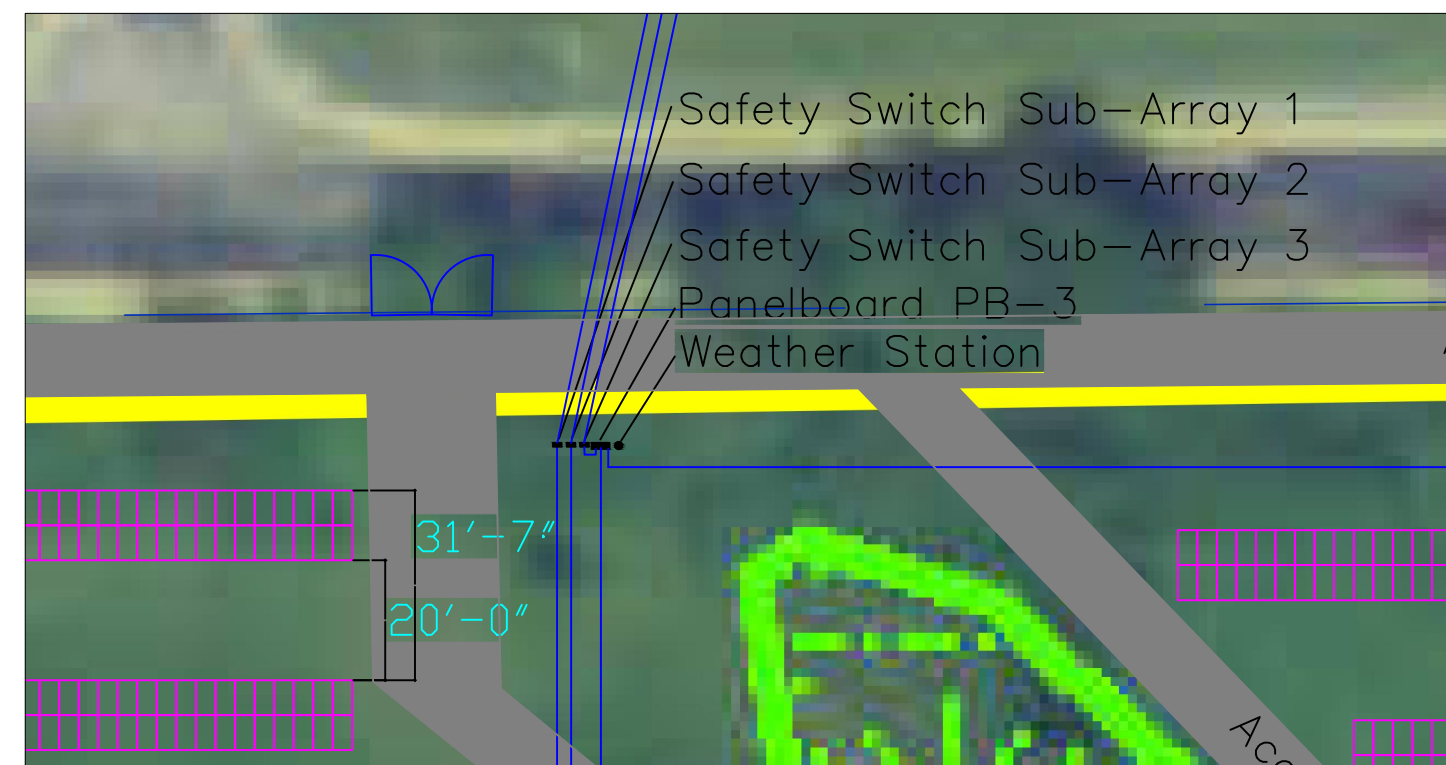 Safety Switch Sub-Array 1
Safety Switch Sub-Array 2
Safety Switch Sub-Array 3
Panelboard PB-3
Weather Station
31'-7"
20'-0"